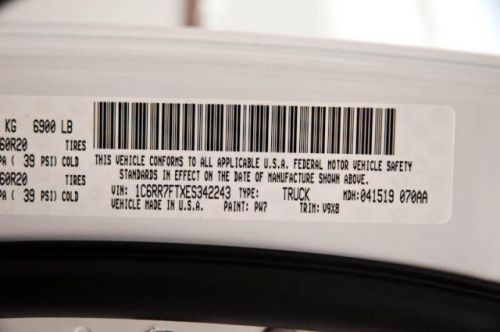 KG 6900 LB
60R20 TIRES
PA ( 39 PSI) COLD
60R20 TIRES
PA ( 39 PSI) COLD
THIS VEHICLE CONFORMS TO ALL APPLICABLE U.S.A. FEDERAL MOTOR VEHICLE SAFETY
STANDARDS IN EFFECT ON THE DATE OF MANUFACTURE SHOWN ABOVE.
VIN:1C6RR7FTXES342243 TYPE: TRUCK MDH:041519 070AA
VEHICLE MADE IN U.S.A. PAINT: PW7 TRIM: V9X8